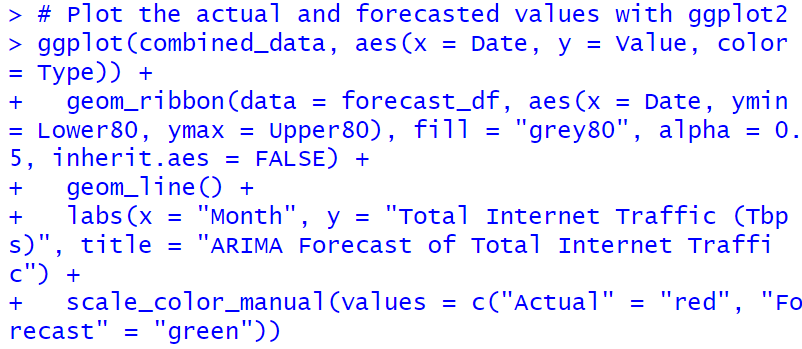 > # Plot the actual and forecasted values with ggplot2
> ggplot(combined_data, aes(x = Date, y = Value, color
= Type)) +
+   geom_ribbon(data = forecast_df, aes(x = Date, ymin
= Lower80, ymax = Upper80), fill = "grey80", alpha = 0.
5, inherit.aes = FALSE) +
+   geom_line() +
+   labs(x = "Month", y = "Total Internet Traffic (Tbp
s)", title = "ARIMA Forecast of Total Internet Traffi
c") +
+   scale_color_manual(values = c("Actual" = "red", "Fo
recast" = "green"))